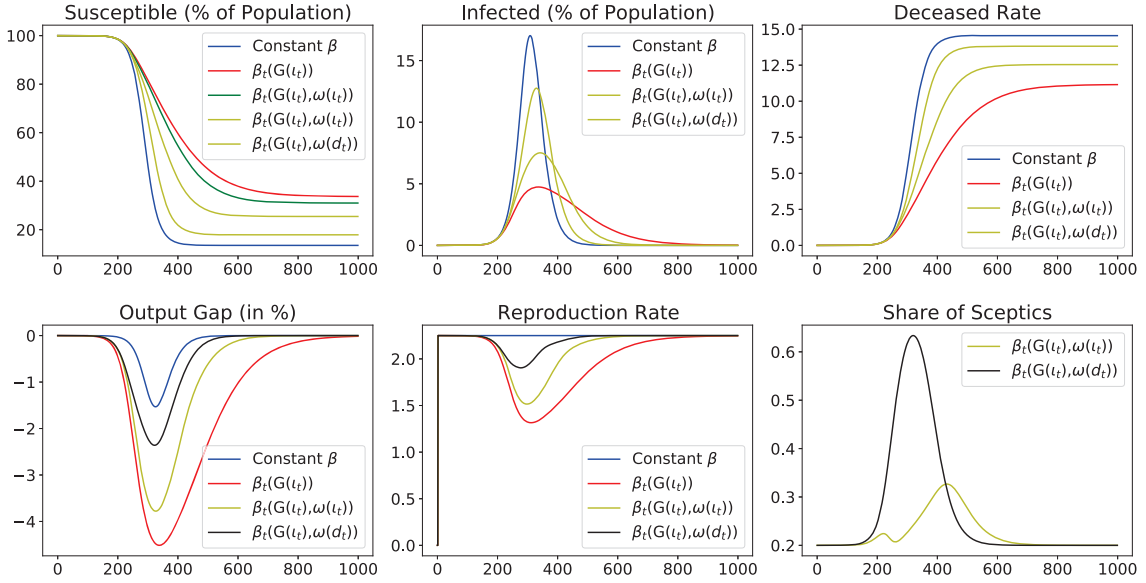 Susceptible (% of Population)
100
80
60
40
20
0 200 400 600 800 1000
Constant β
βt(G(ιt))
βt(G(ιt),ω(ιt))
βt(G(ιt),ω(ιt))
βt(G(ιt),ω(dt))
Infected (% of Population)
15
10
5
0
0 200 400 600 800 1000
Constant β
βt(G(ιt))
βt(G(ιt),ω(ιt))
βt(G(ιt),ω(dt))
Deceased Rate
15.0
12.5
10.0
7.5
5.0
2.5
0.0
0 200 400 600 800 1000
Constant β
βt(G(ιt))
βt(G(ιt),ω(ιt))
βt(G(ιt),ω(dt))
Output Gap (in %)
0
−1
−2
−3
−4
0 200 400 600 800 1000
Constant β
βt(G(ιt))
βt(G(ιt),ω(ιt))
βt(G(ιt),ω(dt))
Reproduction Rate
2.0
1.5
1.0
0.5
0.0
0 200 400 600 800 1000
Constant β
βt(G(ιt))
βt(G(ιt),ω(ιt))
βt(G(ιt),ω(dt))
Share of Sceptics
0.6
0.5
0.4
0.3
0.2
0 200 400 600 800 1000
βt(G(ιt),ω(ιt))
βt(G(ιt),ω(dt))